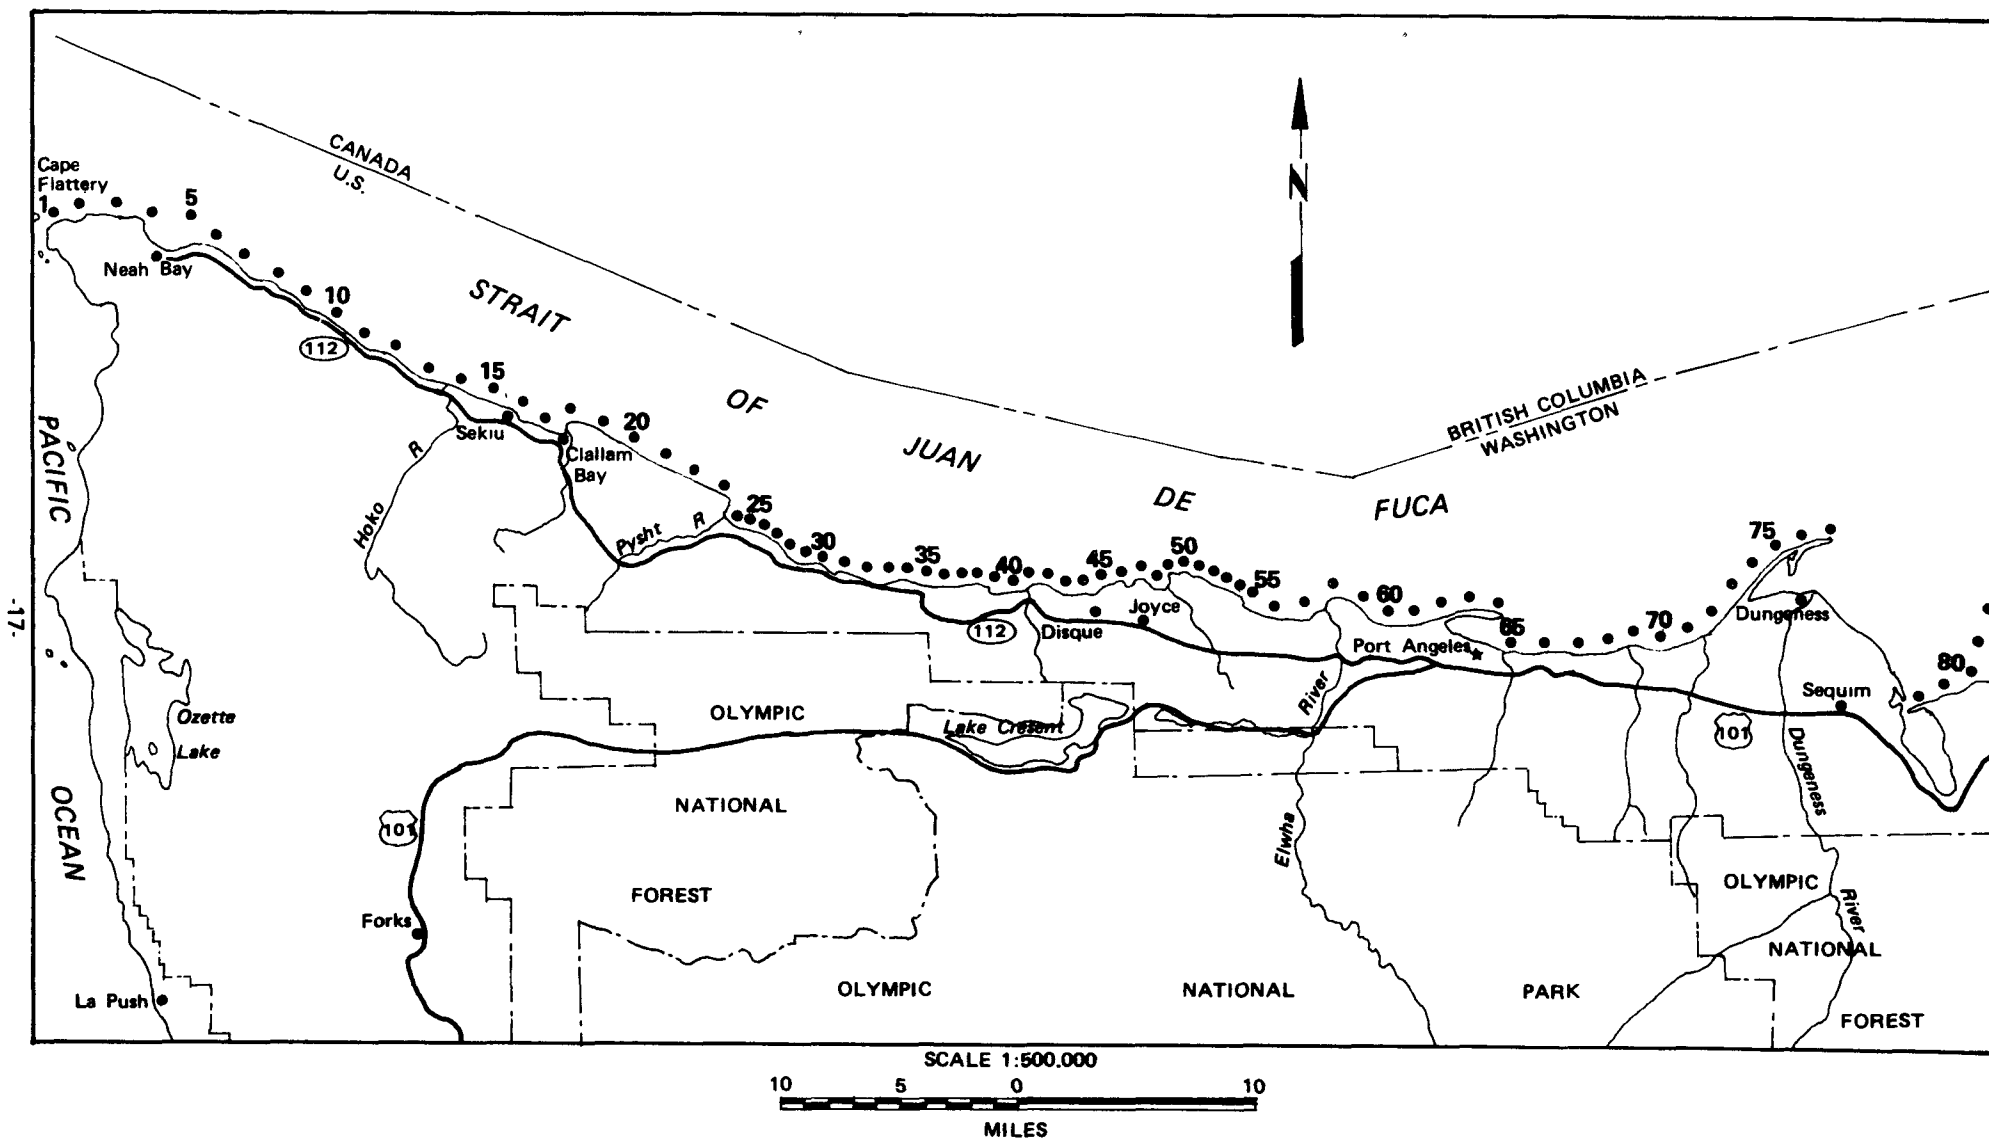 CANADA
U.S.
Cape
Flattery
1
5
N
Neah Bay
10
STRAIT
112
15
OF
20
BRITISH COLUMBIA
WASHINGTON
Sekiu
R
JUAN
Clallam
Bay
PACIFIC
DE
FUCA
25
Hoko
Pysht R
30
35
40
45
50
75
55
60
-17-
112
Disque
Joyce
65
70
Dungeness
Port Angeles
80
River
Sequim
Ozette
Lake
OLYMPIC
Lake Cresent
101
Dungeness
OCEAN
NATIONAL
101
Elwha
FOREST
OLYMPIC
Forks
River
NATIONAL
La Push
OLYMPIC
NATIONAL
PARK
FOREST
SCALE 1:500.000
10 5 0 10
MILES